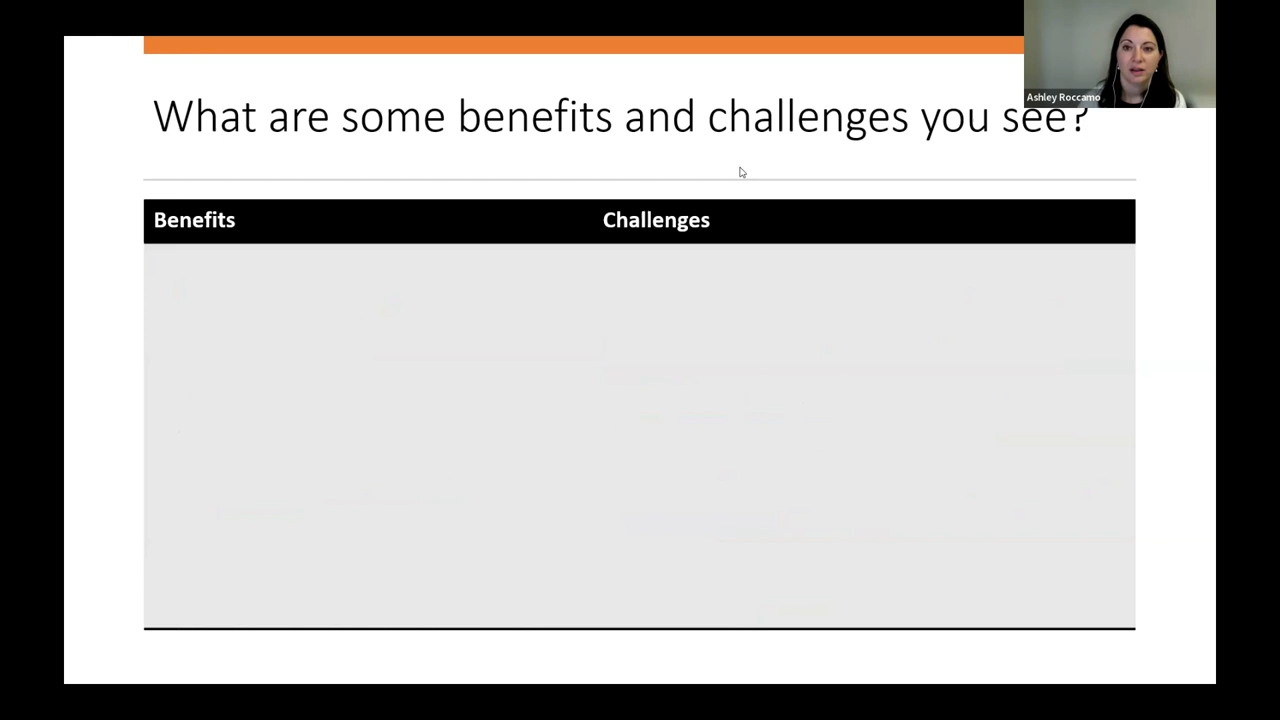 Ashley Roccamo
What are some benefits and challenges you see?
Benefits
Challenges